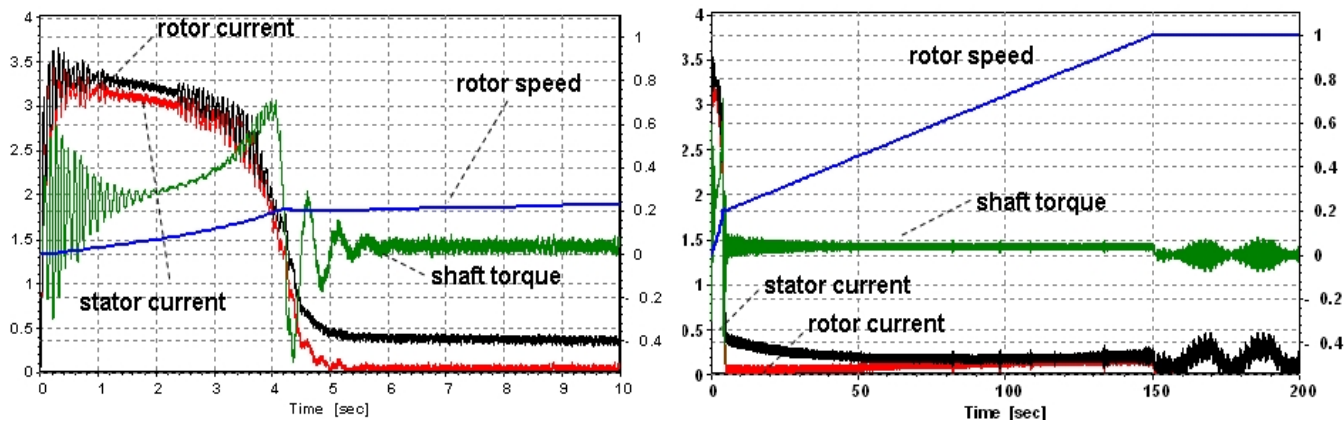 4
3.5
3
2.5
2
1.5
1
0.5
0
rotor current
rotor speed
stator current
shaft torque
1
0.8
0.6
0.4
0.2
0
- 0.2
- 0.4
0 1 2 3 4 5 6 7 8 9 10
Time [sec]
4
3.5
3
2.5
2
1.5
1
0.5
0
rotor speed
shaft torque
stator current
rotor current
1
0.8
0.6
0.4
0.2
0
- 0.2
- 0.4
0 50 100 150 200
Time [sec]